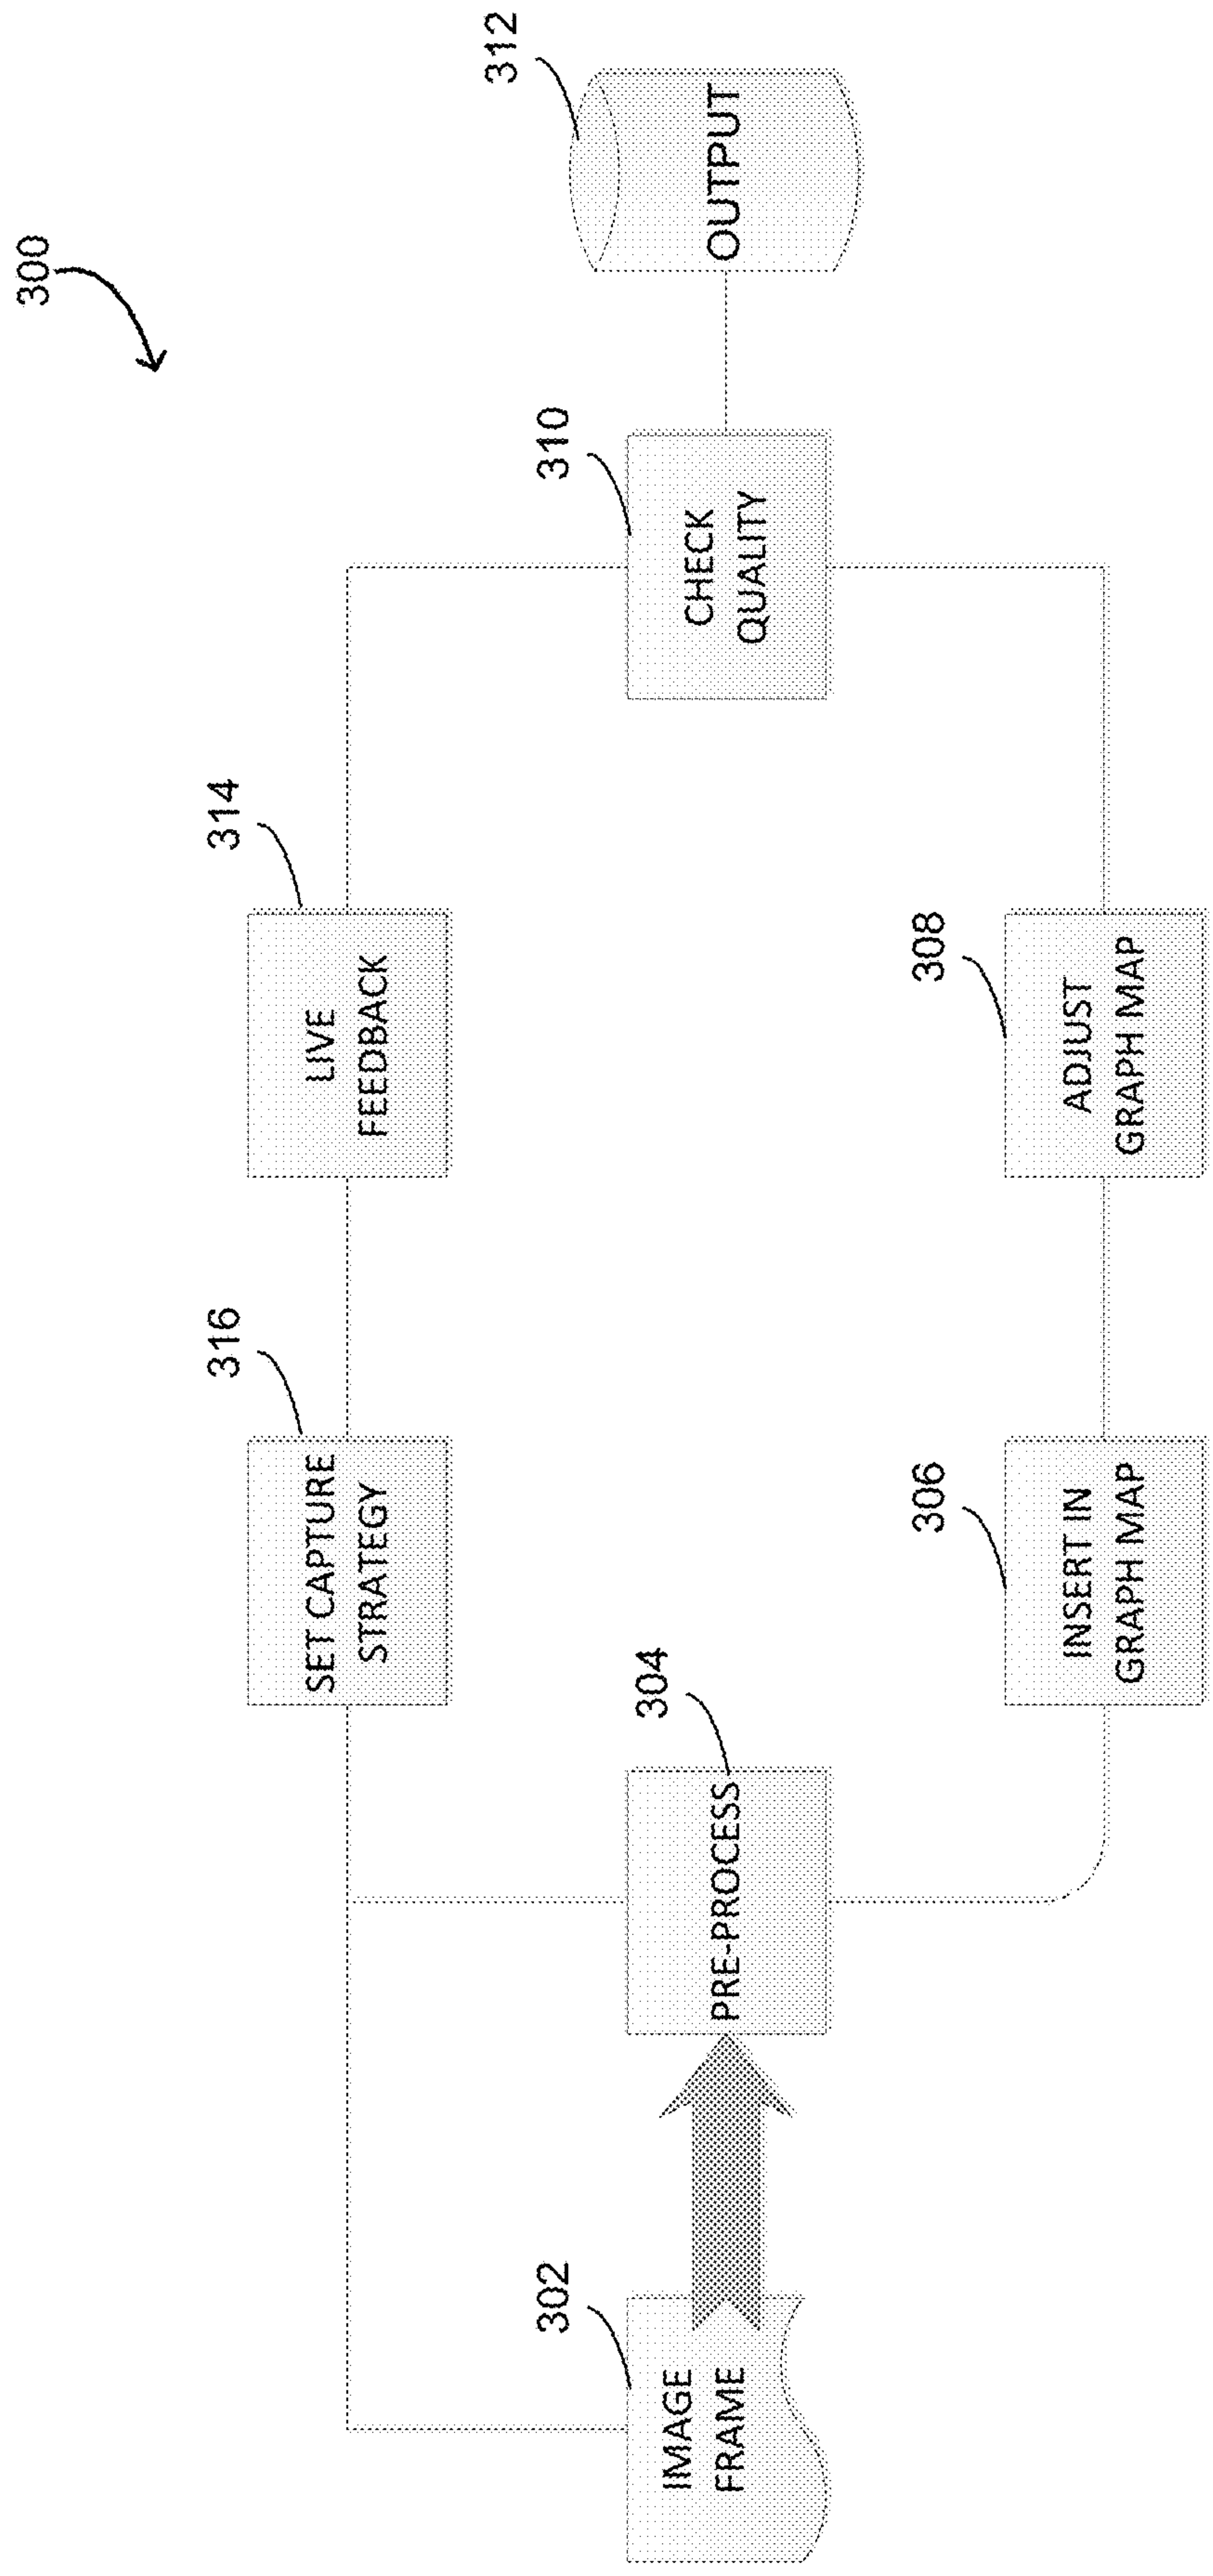 300
316
SET CAPTURE
STRATEGY
314
LIVE
FEEDBACK
302
IMAGE
FRAME
304
PRE-PROCESS
310
CHECK
QUALITY
312
OUTPUT
306
INSERT IN
GRAPH MAP
308
ADJUST
GRAPH MAP